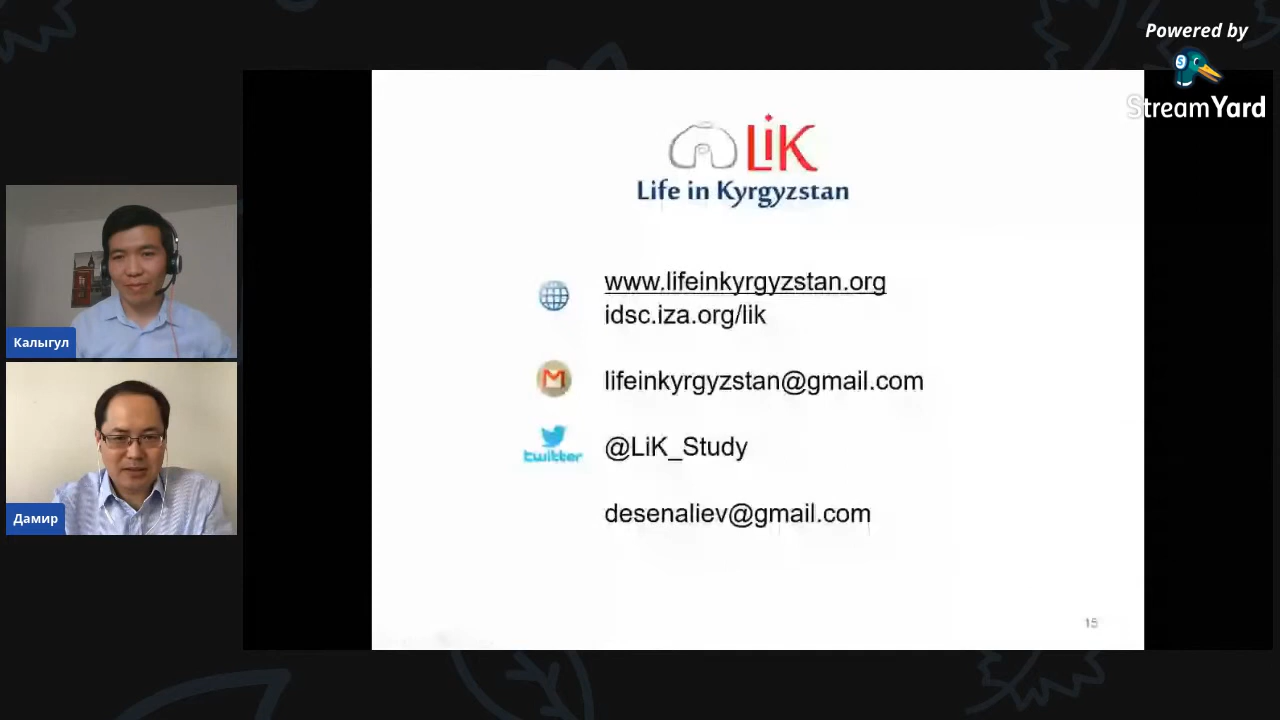 Powered by
StreamYard
LiK
Life in Kyrgyzstan
www.lifeinkyrgyzstan.org
idsc.iza.org/lik
lifeinkyrgyzstan@gmail.com
twitter
@LiK_Study
desenaliev@gmail.com
15
Калыгул
Дамир